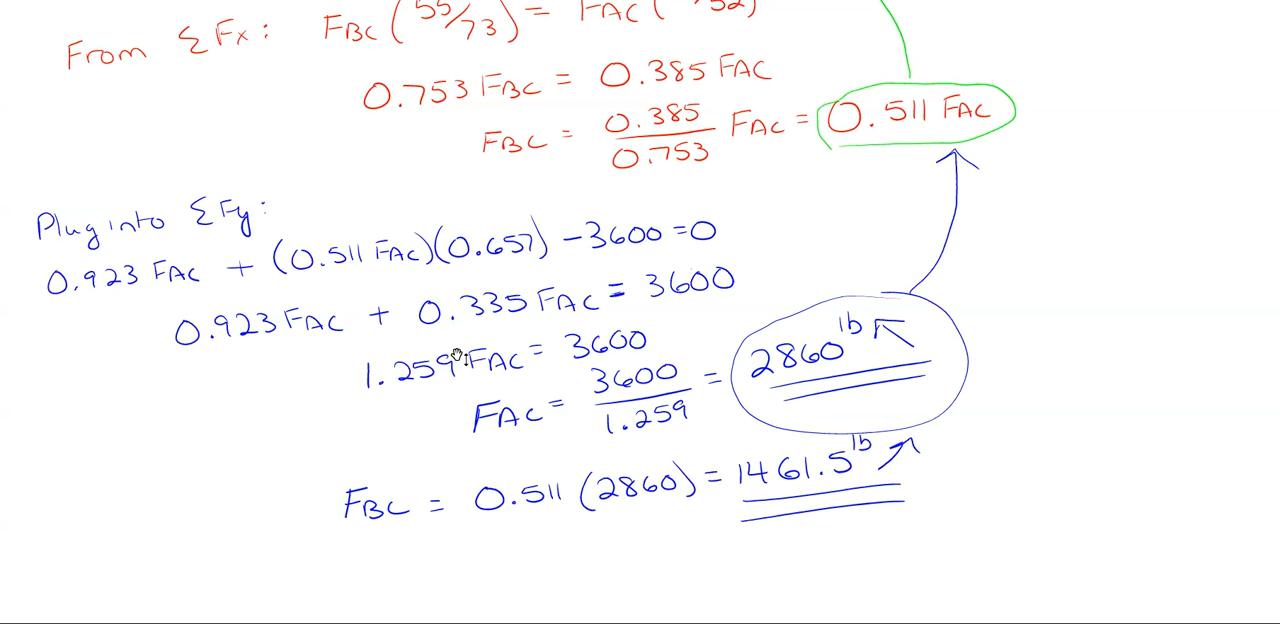 From ΣFx: FBC (55/73) = FAC ( /52)
0.753 FBC = 0.385 FAC
FBC = 0.385/0.753 FAC = 0.511 FAC
Plug into ΣFy:
0.923 FAC + (0.511 FAC)(0.657) - 3600 = 0
0.923 FAC + 0.335 FAC = 3600
1.259 FAC = 3600
FAC = 3600/1.259 = 2860 lb ↖
FBC = 0.511 (2860) = 1461.5 lb ↗